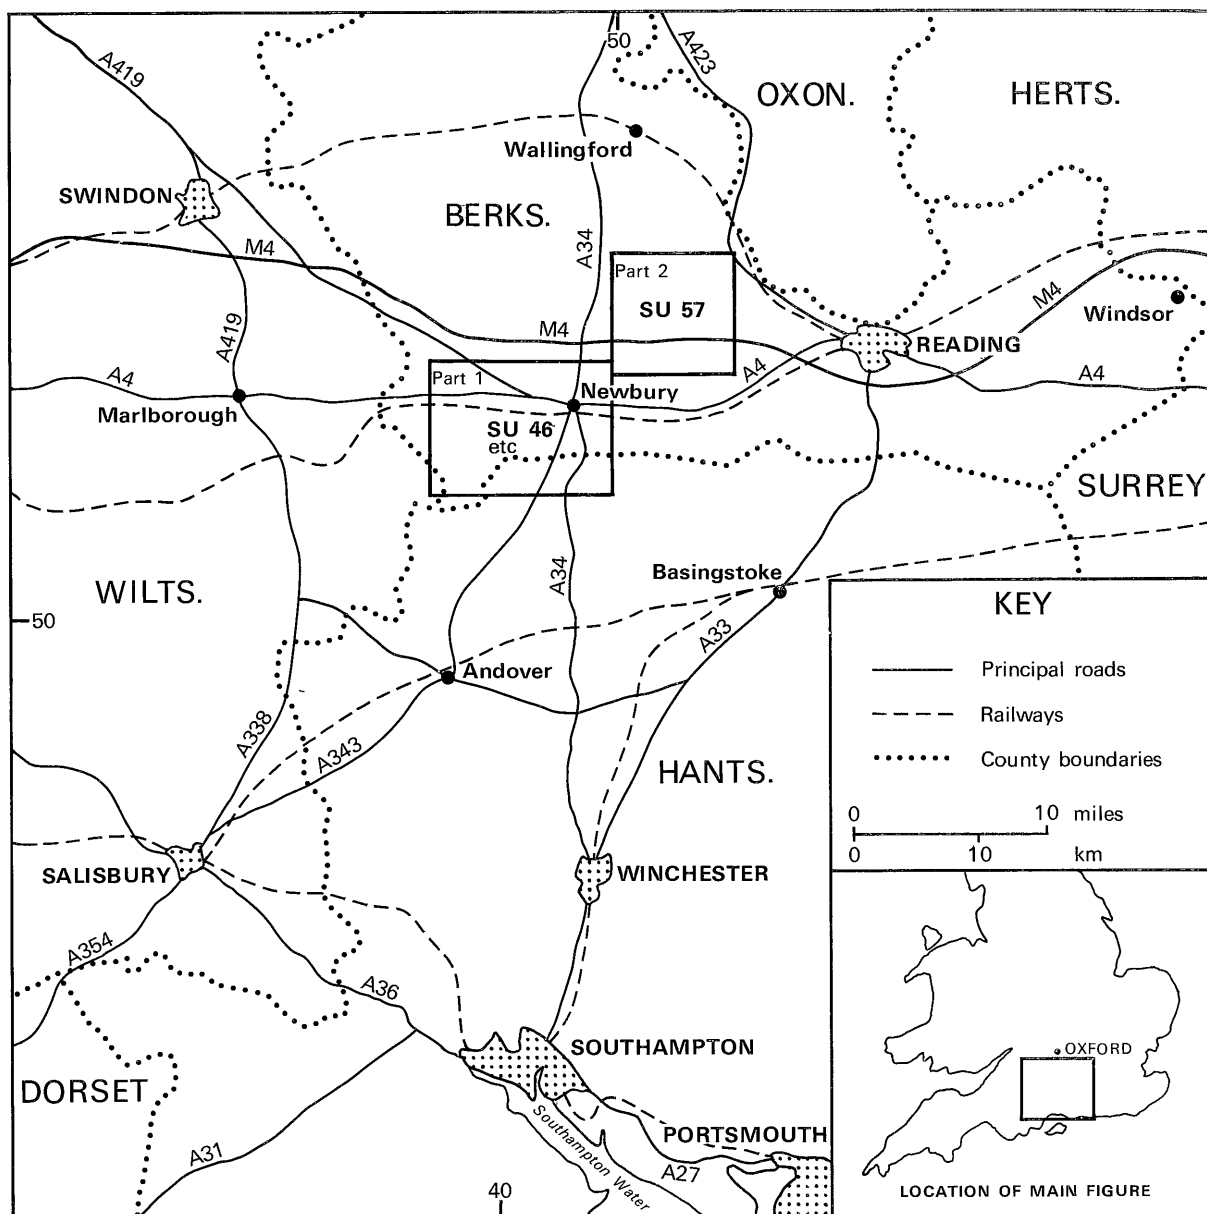 50
A419
A423
OXON.
HERTS.
Wallingford
SWINDON
BERKS.
A34
M4
Part 2
SU 57
M4
Windsor
A419
M4
READING
A4
Part 1
Newbury
A4
A4
Marlborough
SU 46
etc
SURREY
A34
Basingstoke
WILTS.
50
KEY
A33
Principal roads
Andover
Railways
A338
A343
HANTS.
County boundaries
0 10 miles
0 10 km
SALISBURY
WINCHESTER
A354
A36
SOUTHAMPTON
OXFORD
DORSET
Southampton Water
PORTSMOUTH
A31
A27
40
LOCATION OF MAIN FIGURE